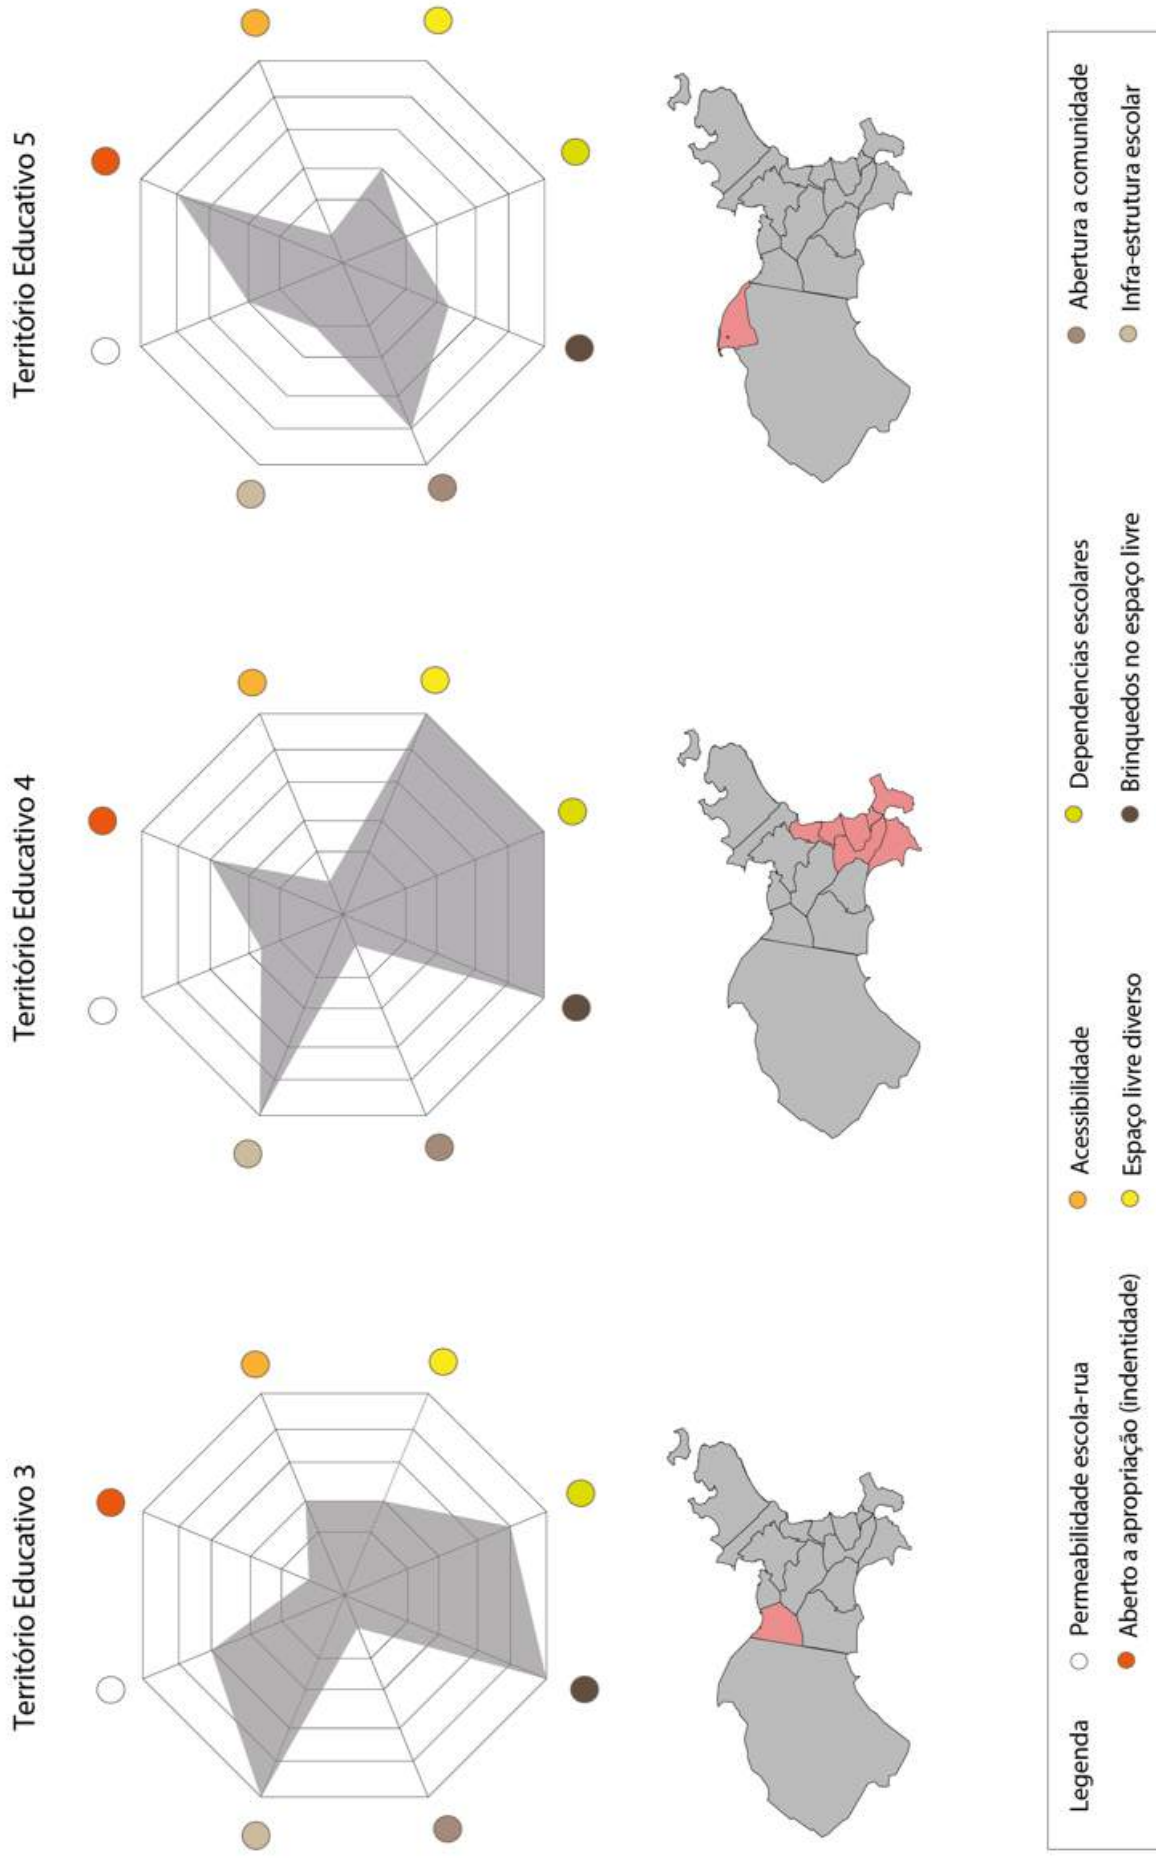 Território Educativo 3
Território Educativo 4
Território Educativo 5
Legenda
Permeabilidade escola-rua
Acessibilidade
Dependencias escolares
Abertura a comunidade
Aberto a apropriação (indentidade)
Espaço livre diverso
Brinquedos no espaço livre
Infra-estrutura escolar